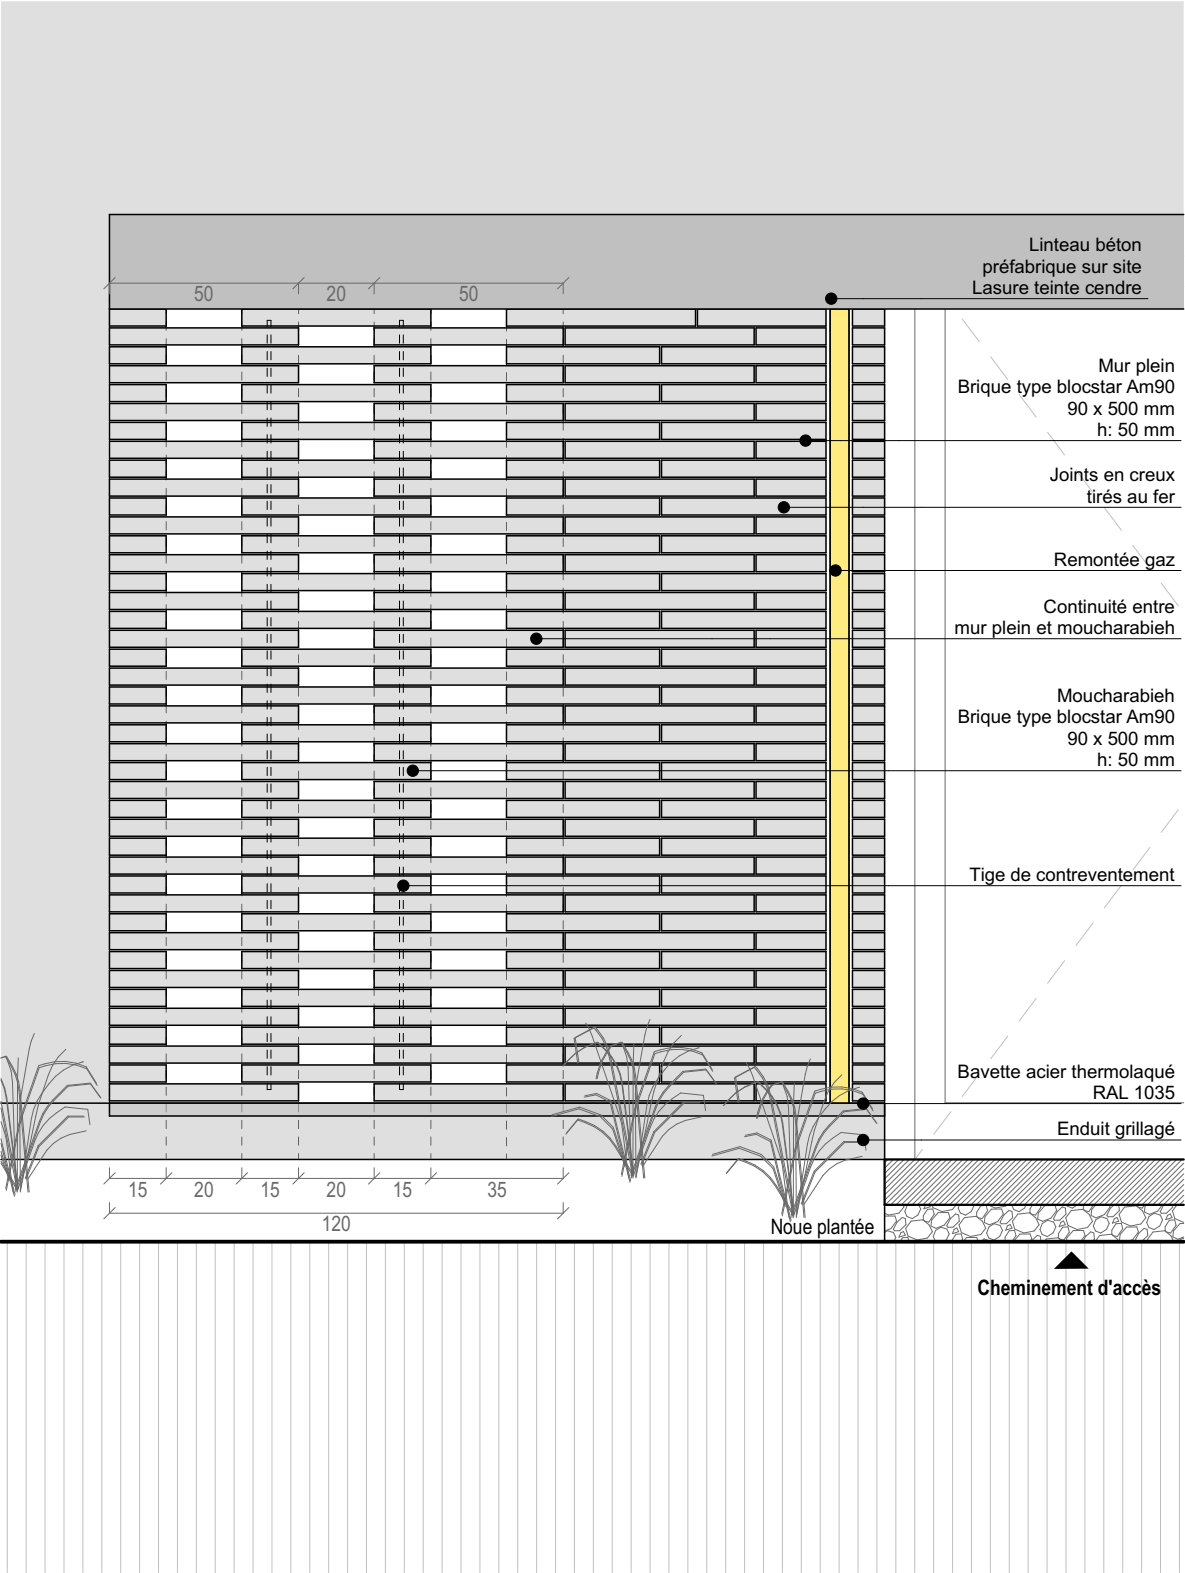 Linteau béton
préfabrique sur site
Lasure teinte cendre
50 20 50
Mur plein
Brique type blocstar Am90
90 x 500 mm
h: 50 mm
Joints en creux
tirés au fer
Remontée gaz
Continuité entre
mur plein et moucharabieh
Moucharabieh
Brique type blocstar Am90
90 x 500 mm
h: 50 mm
Tige de contreventement
Bavette acier thermolaqué
RAL 1035
Enduit grillagé
15 20 15 20 15 35
120
Noue plantée
Cheminement d'accès